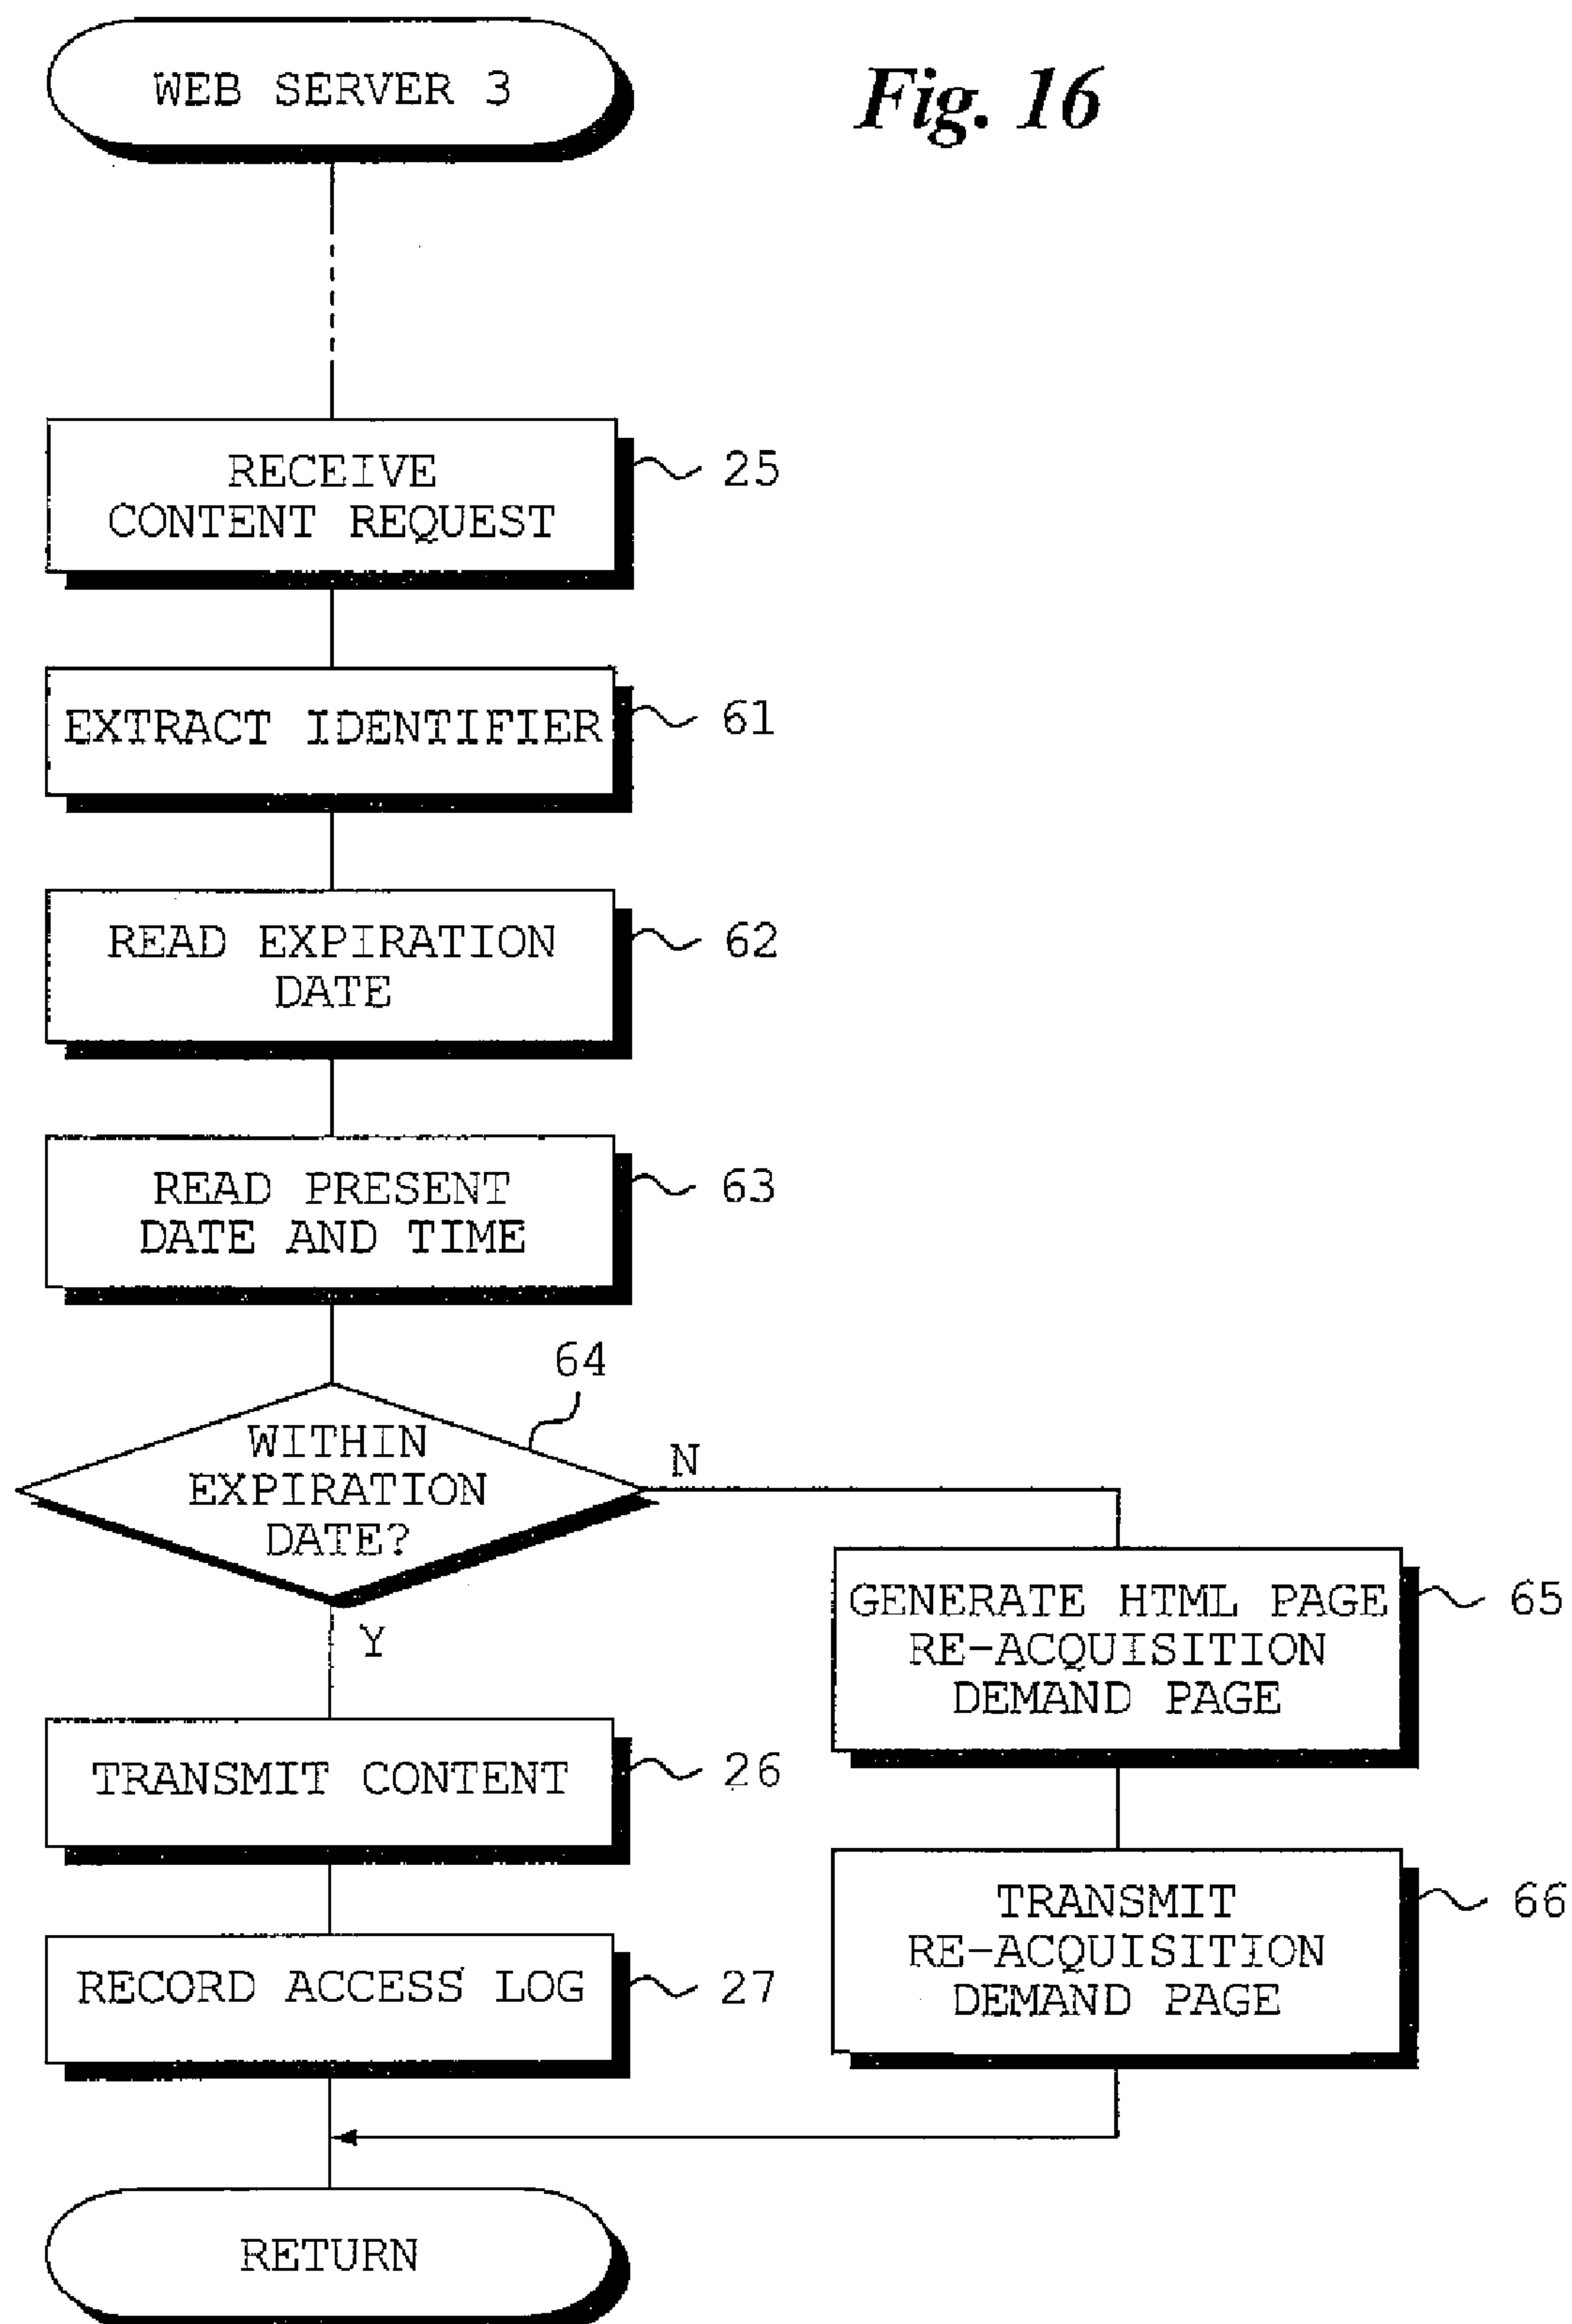 WEB SERVER 3
Fig. 16
RECEIVE
CONTENT REQUEST
25
EXTRACT IDENTIFIER
61
READ EXPIRATION
DATE
62
READ PRESENT
DATE AND TIME
63
64
WITHIN
EXPIRATION
DATE?
N
Y
GENERATE HTML PAGE
RE-ACQUISITION
DEMAND PAGE
65
TRANSMIT CONTENT
26
TRANSMIT
RE-ACQUISITION
DEMAND PAGE
66
RECORD ACCESS LOG
27
RETURN